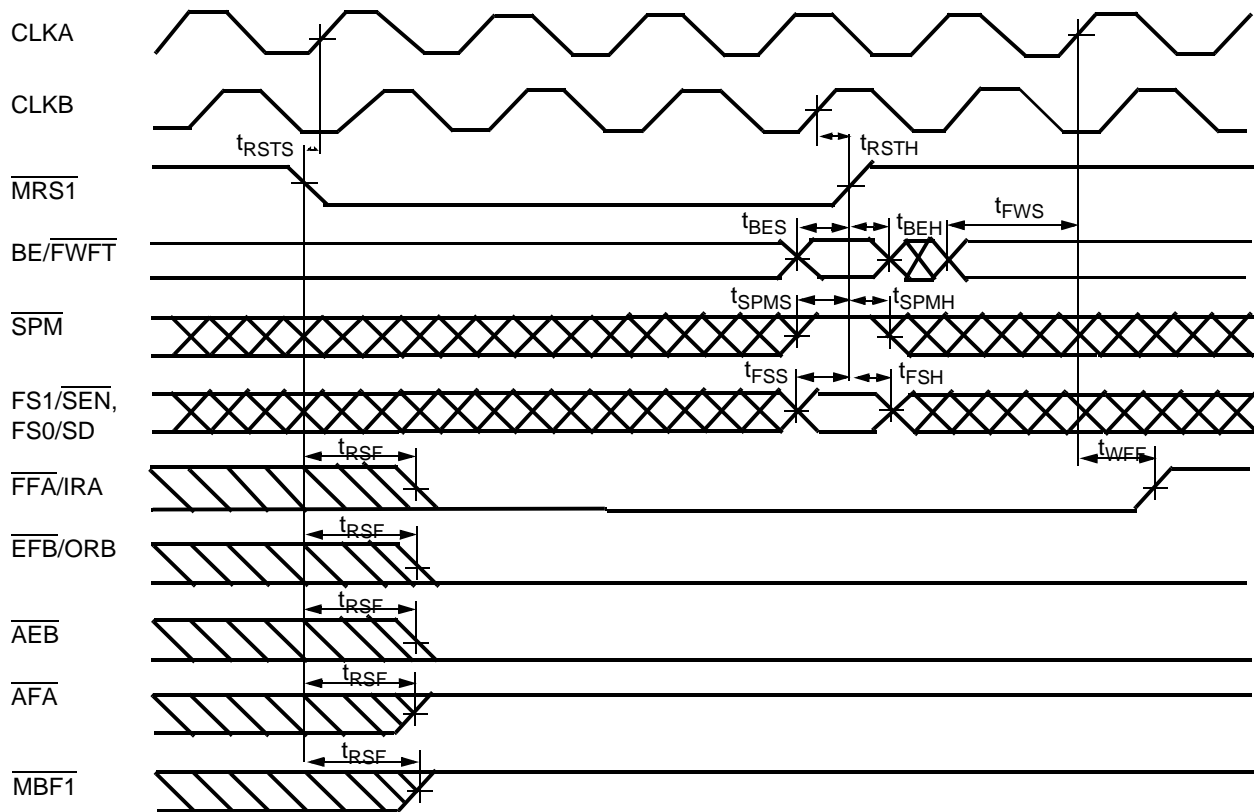 CLKA
CLKB
tRSTS
tRSTH
MRS1
tBES
tBEH
tFWS
BE/FWFT
tSPMS
tSPMH
SPM
tFSS
tFSH
FS1/SEN,
FS0/SD
tRSF
tWFF
FFA/IRA
tRSF
EFB/ORB
tRSF
AEB
tRSF
AFA
tRSF
MBF1